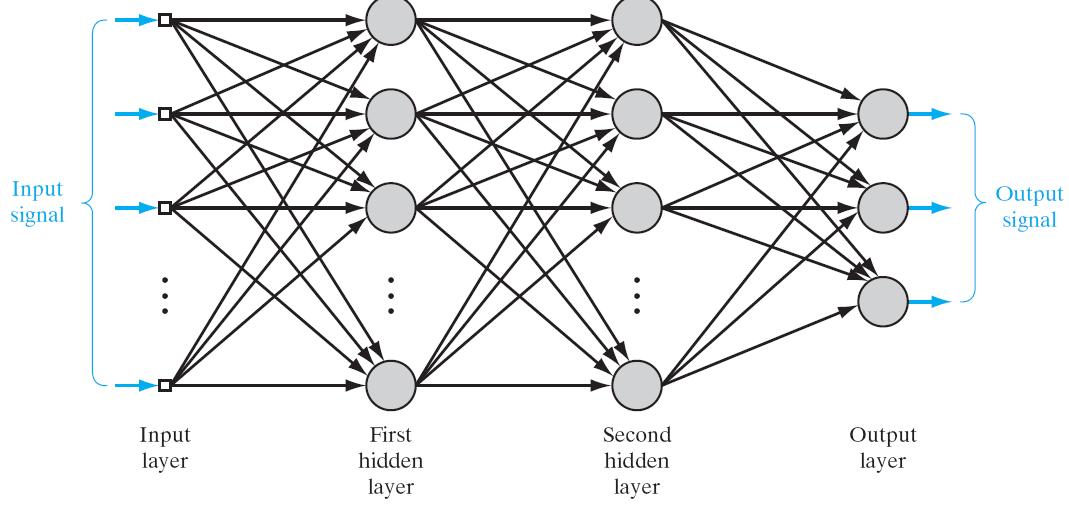 Input
signal
Output
signal
Input
layer
First
hidden
layer
Second
hidden
layer
Output
layer